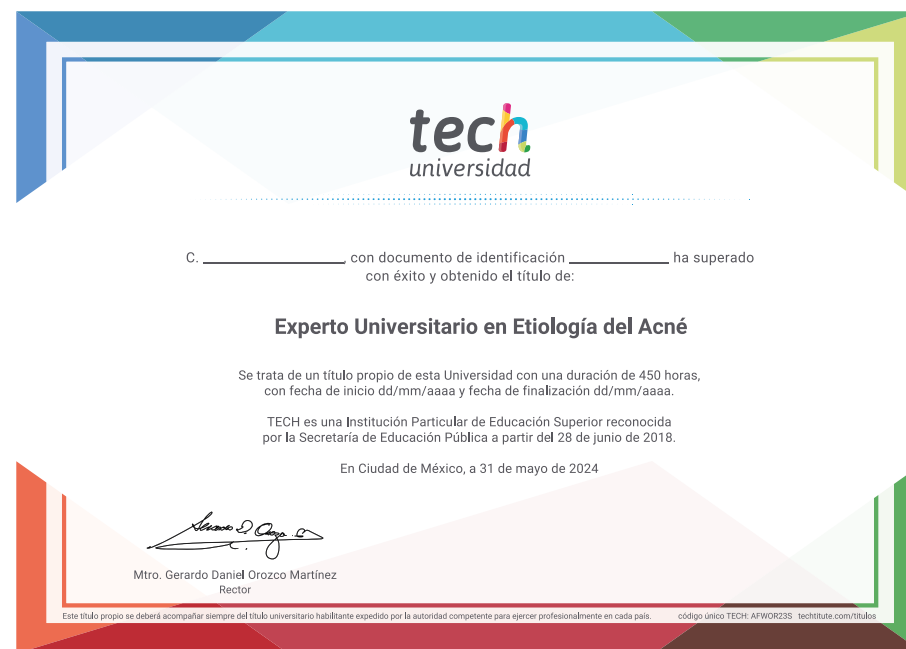 tech
universidad
C. ____________, con documento de identificación _________ ha superado
con éxito y obtenido el título de:
Experto Universitario en Etiología del Acné
Se trata de un título propio de esta Universidad con una duración de 450 horas,
con fecha de inicio dd/mm/aaaa y fecha de finalización dd/mm/aaaa.
TECH es una Institución Particular de Educación Superior reconocida
por la Secretaría de Educación Pública a partir del 28 de junio de 2018.
En Ciudad de México, a 31 de mayo de 2024
Mtro. Gerardo Daniel Orozco Martínez
Rector
Este título propio se deberá acompañar siempre del título universitario habilitante expedido por la autoridad competente para ejercer profesionalmente en cada país. código único TECH: AFWOR23S techtitute.com/titulos